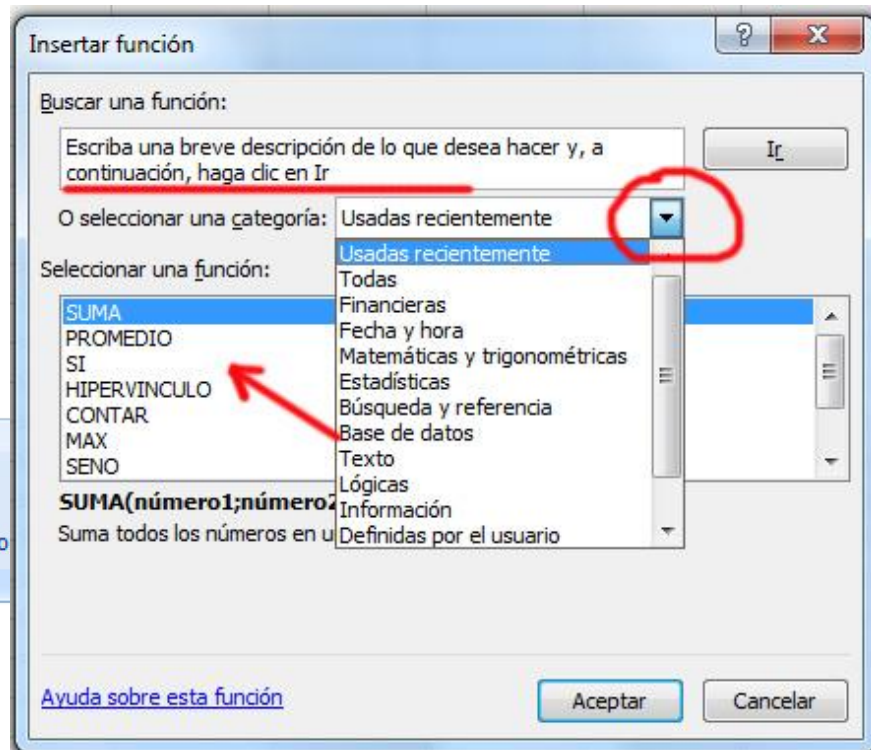 Insertar función
Buscar una función:
Escriba una breve descripción de lo que desea hacer y, a
continuación, haga clic en Ir
Ir
O seleccionar una categoría: Usadas recientemente
Usadas recientemente
Todas
Financieras
Fecha y hora
Matemáticas y trigonométricas
Estadísticas
Búsqueda y referencia
Base de datos
Texto
Lógicas
Información
Definidas por el usuario
Seleccionar una función:
SUMA
PROMEDIO
SI
HIPERVINCULO
CONTAR
MAX
SENO
SUMA(número1;número2
Suma todos los números en u
Ayuda sobre esta función
Aceptar
Cancelar